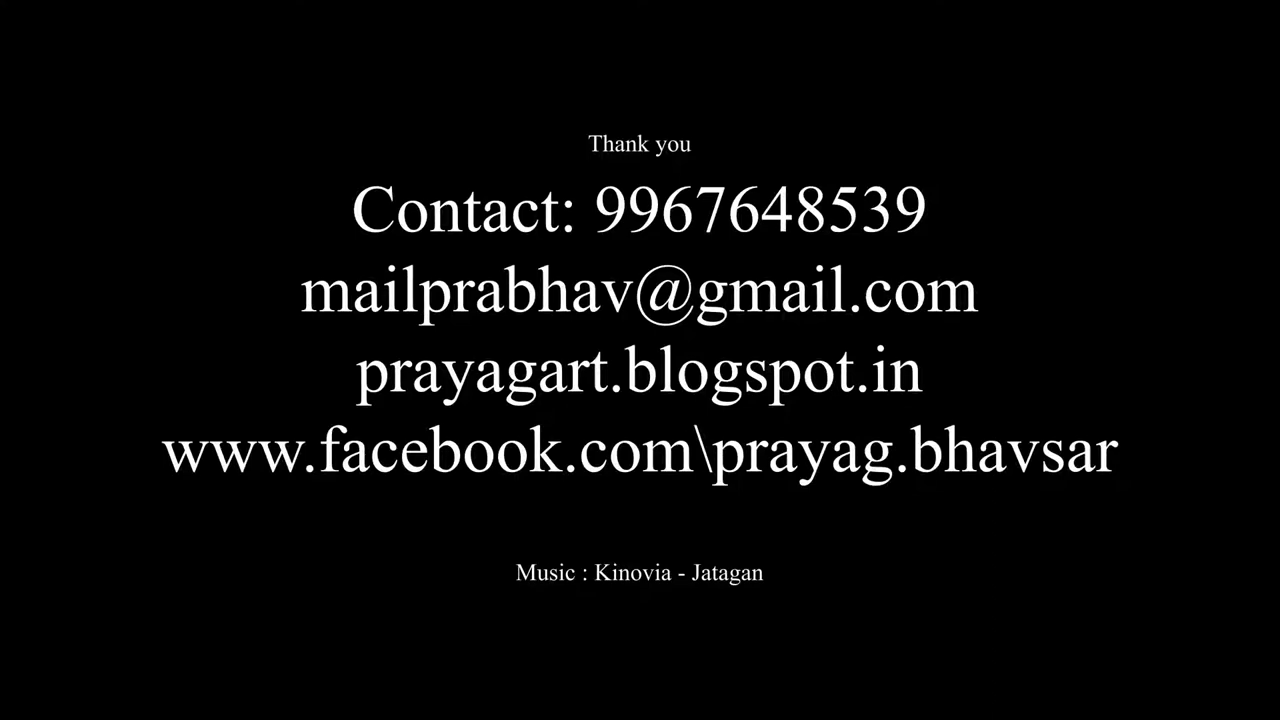 Thank you
Contact: 9967648539
mailprabhav@gmail.com
prayagart.blogspot.in
www.facebook.com\prayag.bhavsar
Music : Kinovia - Jatagan